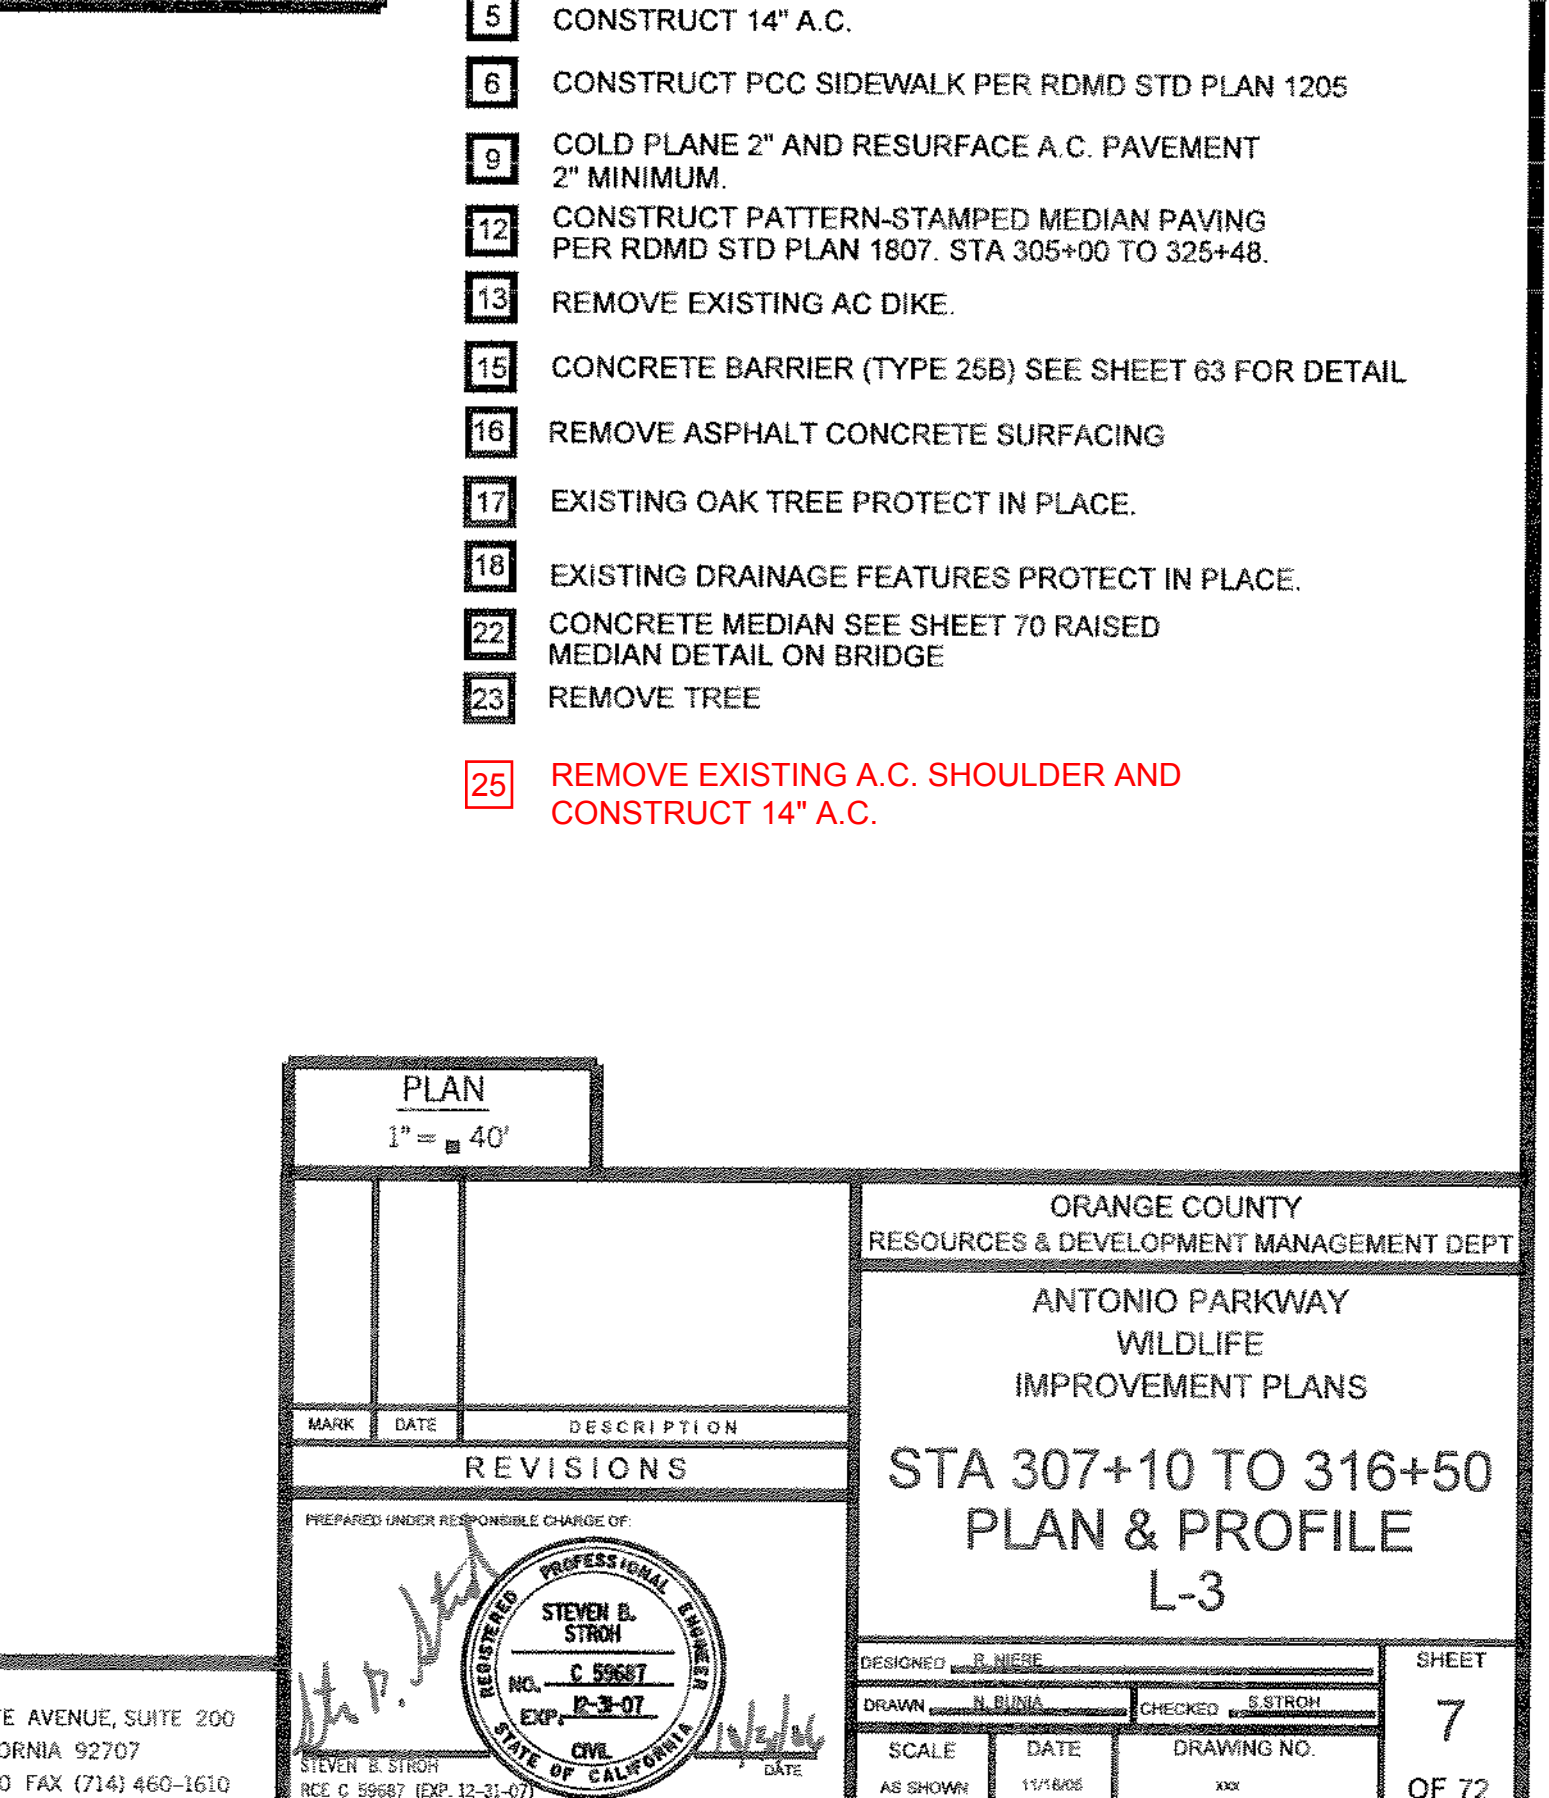 5 CONSTRUCT 14" A.C.
6 CONSTRUCT PCC SIDEWALK PER RDMD STD PLAN 1205
9 COLD PLANE 2" AND RESURFACE A.C. PAVEMENT
2" MINIMUM.
12 CONSTRUCT PATTERN-STAMPED MEDIAN PAVING
PER RDMD STD PLAN 1807. STA 305+00 TO 325+48.
13 REMOVE EXISTING AC DIKE.
15 CONCRETE BARRIER (TYPE 25B) SEE SHEET 63 FOR DETAIL
16 REMOVE ASPHALT CONCRETE SURFACING
17 EXISTING OAK TREE PROTECT IN PLACE.
18 EXISTING DRAINAGE FEATURES PROTECT IN PLACE.
22 CONCRETE MEDIAN SEE SHEET 70 RAISED
MEDIAN DETAIL ON BRIDGE
23 REMOVE TREE
25 REMOVE EXISTING A.C. SHOULDER AND
CONSTRUCT 14" A.C.
PLAN
1" = 40'
MARK DATE DESCRIPTION
REVISIONS
ORANGE COUNTY
RESOURCES & DEVELOPMENT MANAGEMENT DEPT
ANTONIO PARKWAY
WILDLIFE
IMPROVEMENT PLANS
STA 307+10 TO 316+50
PLAN & PROFILE
L-3
PREPARED UNDER RESPONSIBLE CHARGE OF:
REGISTERED PROFESSIONAL ENGINEER
STEVEN B.
STROH
NO. C 59687
EXP. 12-31-07
CIVIL
STATE OF CALIFORNIA
STEVEN B. STROH
RCE C 59687 (EXP. 12-31-07)
DATE
DESIGNED R. NIERE
DRAWN N. BUNIA
CHECKED S.STROH
SHEET
7
OF 72
SCALE
AS SHOWN
DATE
11/16/05
DRAWING NO.
xxx
TE AVENUE, SUITE 200
ORNIA 92707
0 FAX (714) 460-1610